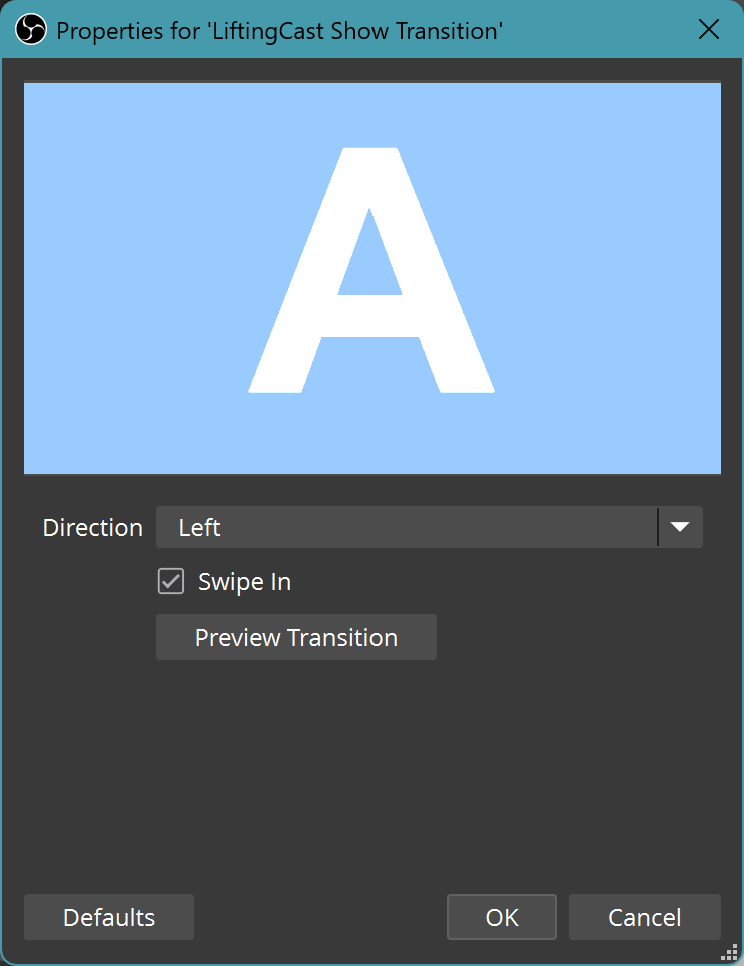 Properties for 'LiftingCast Show Transition'
A
Direction Left
Swipe In
Preview Transition
Defaults OK Cancel